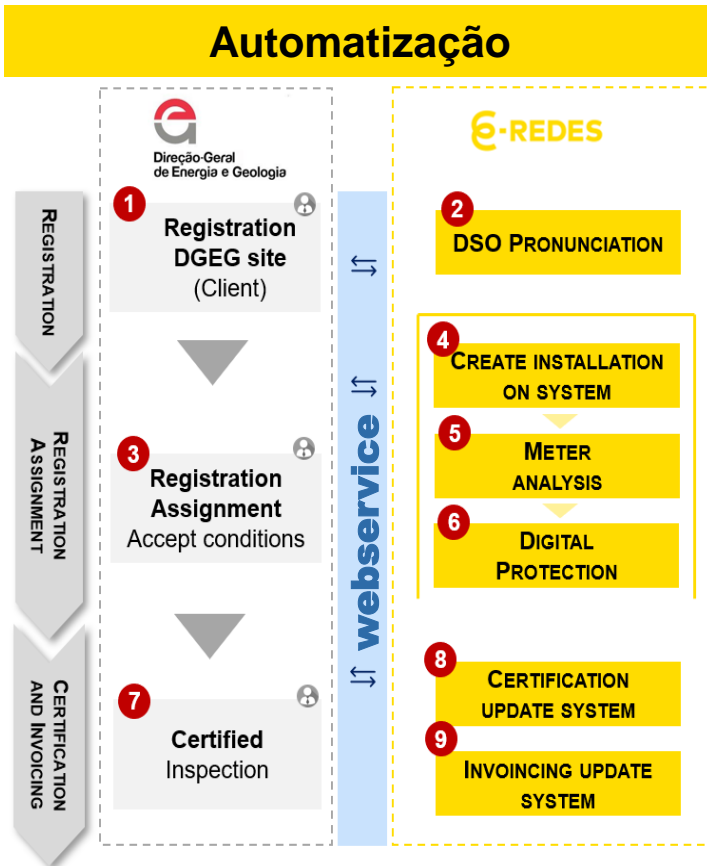 Automatização
Direção-Geral
de Energia e Geologia
E-REDES
REGISTRATION
1
Registration
DGEG site
(Client)
2
DSO PRONUNCIATION
REGISTRATION
ASSIGNMENT
3
Registration
Assignment
Accept conditions
webservice
4
CREATE INSTALLATION
ON SYSTEM
5
METER
ANALYSIS
6
DIGITAL
PROTECTION
CERTIFICATION
AND INVOICING
7
Certified
Inspection
8
CERTIFICATION
UPDATE SYSTEM
9
INVOINCING UPDATE
SYSTEM